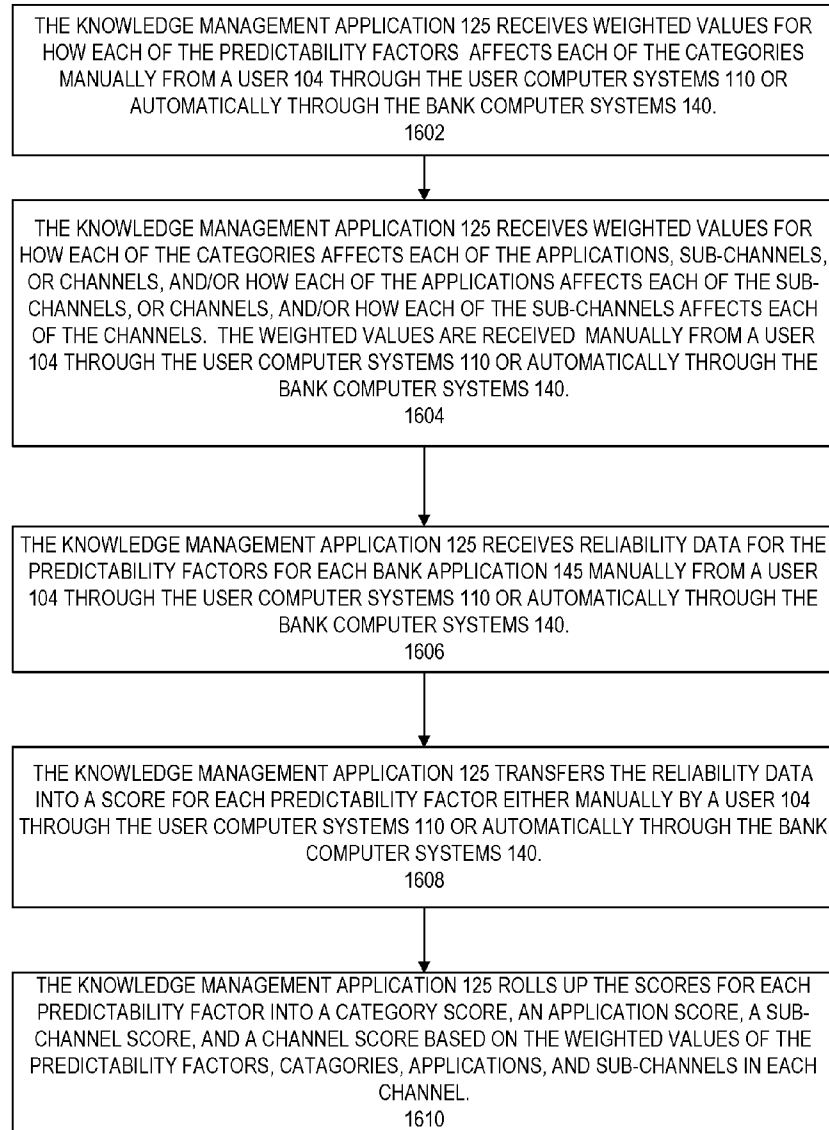 THE KNOWLEDGE MANAGEMENT APPLICATION 125 RECEIVES WEIGHTED VALUES FOR
HOW EACH OF THE PREDICTABILITY FACTORS AFFECTS EACH OF THE CATEGORIES
MANUALLY FROM A USER 104 THROUGH THE USER COMPUTER SYSTEMS 110 OR
AUTOMATICALLY THROUGH THE BANK COMPUTER SYSTEMS 140.
1602
THE KNOWLEDGE MANAGEMENT APPLICATION 125 RECEIVES WEIGHTED VALUES FOR
HOW EACH OF THE CATEGORIES AFFECTS EACH OF THE APPLICATIONS, SUB-CHANNELS,
OR CHANNELS, AND/OR HOW EACH OF THE APPLICATIONS AFFECTS EACH OF THE SUB-
CHANNELS, OR CHANNELS, AND/OR HOW EACH OF THE SUB-CHANNELS AFFECTS EACH
OF THE CHANNELS. THE WEIGHTED VALUES ARE RECEIVED MANUALLY FROM A USER
104 THROUGH THE USER COMPUTER SYSTEMS 110 OR AUTOMATICALLY THROUGH THE
BANK COMPUTER SYSTEMS 140.
1604
THE KNOWLEDGE MANAGEMENT APPLICATION 125 RECEIVES RELIABILITY DATA FOR THE
PREDICTABILITY FACTORS FOR EACH BANK APPLICATION 145 MANUALLY FROM A USER
104 THROUGH THE USER COMPUTER SYSTEMS 110 OR AUTOMATICALLY THROUGH THE
BANK COMPUTER SYSTEMS 140.
1606
THE KNOWLEDGE MANAGEMENT APPLICATION 125 TRANSFERS THE RELIABILITY DATA
INTO A SCORE FOR EACH PREDICTABILITY FACTOR EITHER MANUALLY BY A USER 104
THROUGH THE USER COMPUTER SYSTEMS 110 OR AUTOMATICALLY THROUGH THE BANK
COMPUTER SYSTEMS 140.
1608
THE KNOWLEDGE MANAGEMENT APPLICATION 125 ROLLS UP THE SCORES FOR EACH
PREDICTABILITY FACTOR INTO A CATEGORY SCORE, AN APPLICATION SCORE, A SUB-
CHANNEL SCORE, AND A CHANNEL SCORE BASED ON THE WEIGHTED VALUES OF THE
PREDICTABILITY FACTORS, CATAGORIES, APPLICATIONS, AND SUB-CHANNELS IN EACH
CHANNEL.
1610